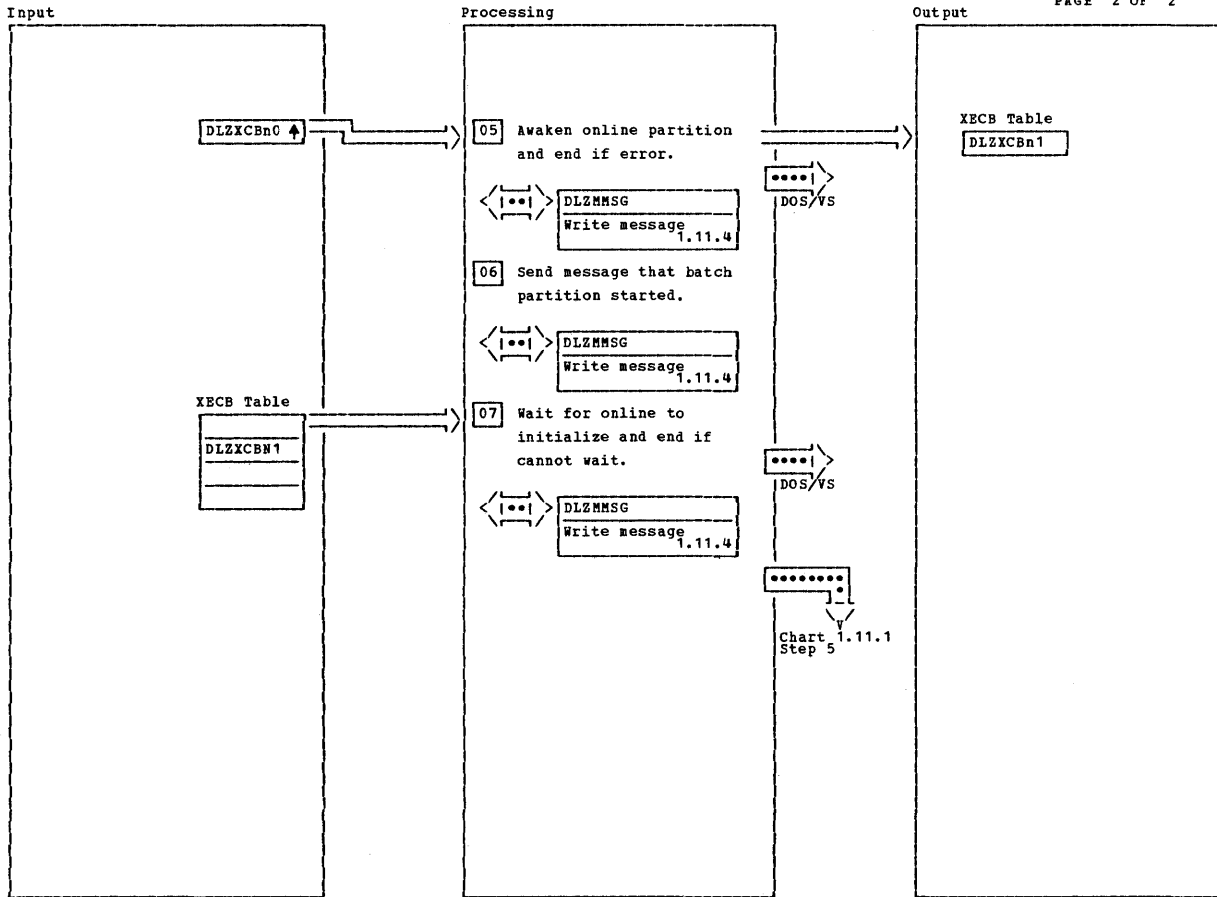 PAGE 2 OF 2
Input
Processing
Output
DLZXCBn0
05 Awaken online partition
and end if error.
XECB Table
DLZXCBn1
DOS/VS
DLZMMSG
Write message
1.11.4
06 Send message that batch
partition started.
DLZMMSG
Write message
1.11.4
XECB Table
DLZXCBN1
07 Wait for online to
initialize and end if
cannot wait.
DOS/VS
DLZMMSG
Write message
1.11.4
V
Chart 1.11.1
Step 5